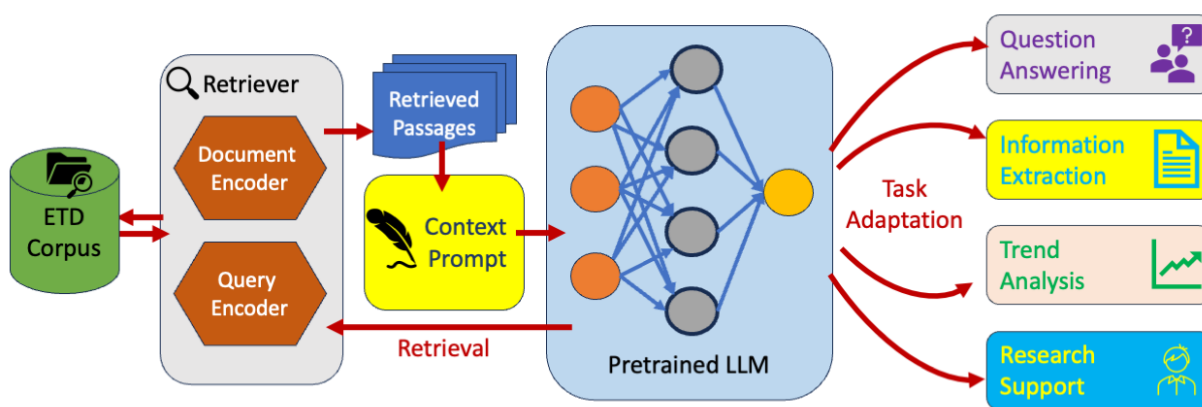 ETD
Corpus
Retriever
Document
Encoder
Query
Encoder
Retrieved
Passages
Context
Prompt
Retrieval
Pretrained LLM
Task
Adaptation
Question
Answering
?
Information
Extraction
Trend
Analysis
Research
Support